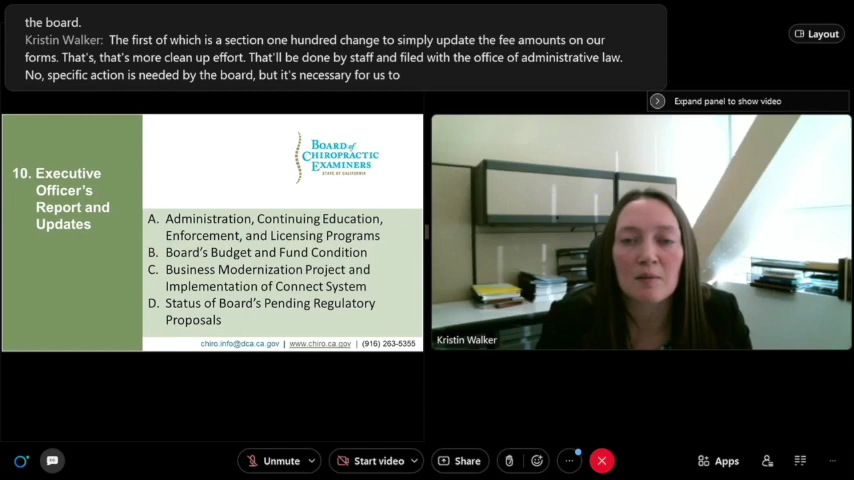 the board.
Kristin Walker: The first of which is a section one hundred change to simply update the fee amounts on our
forms. That's, that's more clean up effort. That'll be done by staff and filed with the office of administrative law.
No, specific action is needed by the board, but it's necessary for us to
Layout
Expand panel to show video
10. Executive
Officer's
Report and
Updates
BOARD of
CHIROPRACTIC
EXAMINERS
STATE OF CALIFORNIA
A. Administration, Continuing Education,
Enforcement, and Licensing Programs
B. Board's Budget and Fund Condition
C. Business Modernization Project and
Implementation of Connect System
D. Status of Board's Pending Regulatory
Proposals
chiro.info@dca.ca.gov | www.chiro.ca.gov | (916) 263-5355
Kristin Walker
Unmute
Start video
Share
Apps